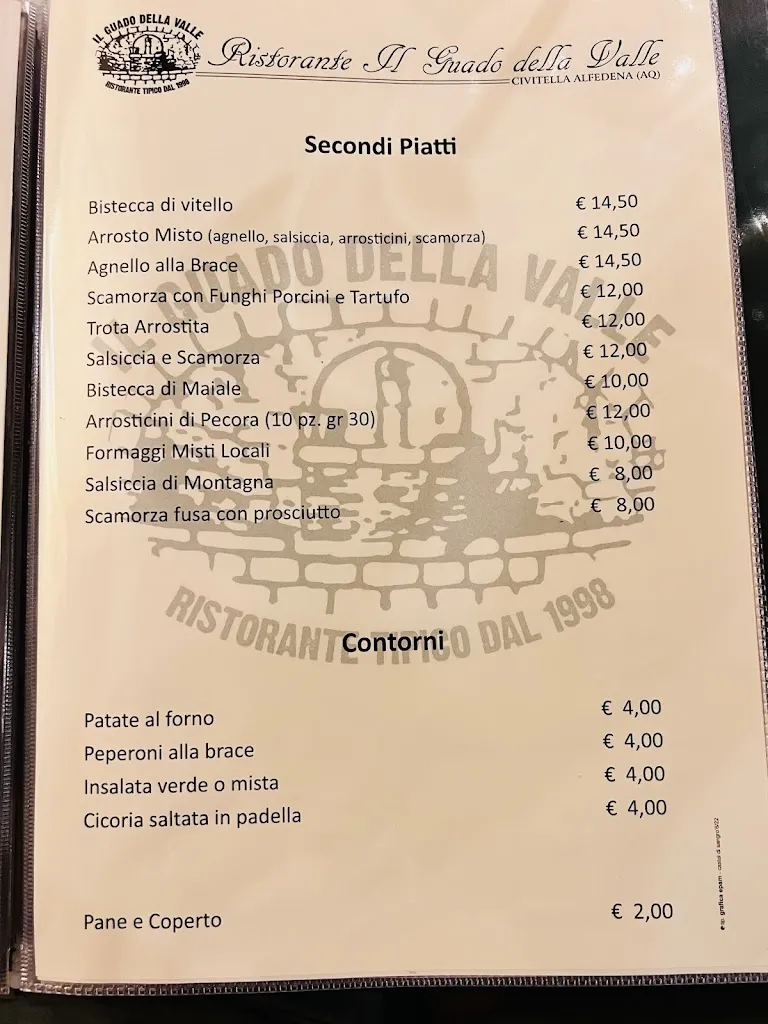 IL GUADO DELLA VALLE
RISTORANTE TIPICO DAL 1998
Ristorante Il Guado della Valle
CIVITELLA ALFEDENA (AQ)
Secondi Piatti
Bistecca di vitello € 14,50
Arrosto Misto (agnello, salsiccia, arrosticini, scamorza) € 14,50
Agnello alla Brace € 14,50
Scamorza con Funghi Porcini e Tartufo € 12,00
Trota Arrostita € 12,00
Salsiccia e Scamorza € 12,00
Bistecca di Maiale € 10,00
Arrosticini di Pecora (10 pz. gr 30) € 12,00
Formaggi Misti Locali € 10,00
Salsiccia di Montagna € 8,00
Scamorza fusa con prosciutto € 8,00
IL GUADO DELLA VALLE
RISTORANTE TIPICO DAL 1998
Contorni
Patate al forno € 4,00
Peperoni alla brace € 4,00
Insalata verde o mista € 4,00
Cicoria saltata in padella € 4,00
Pane e Coperto € 2,00
grafica epam - castel di sangro